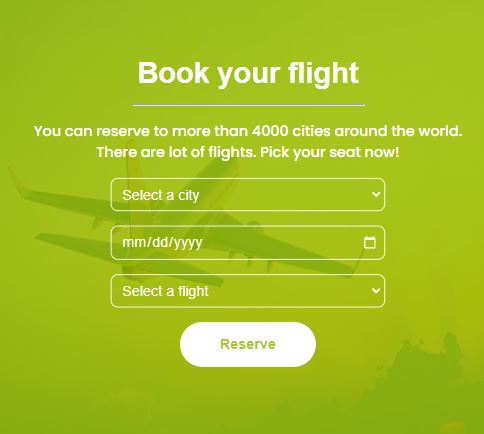 Book your flight
You can reserve to more than 4000 cities around the world.
There are lot of flights. Pick your seat now!
Select a city
mm/dd/yyyy
Select a flight
Reserve